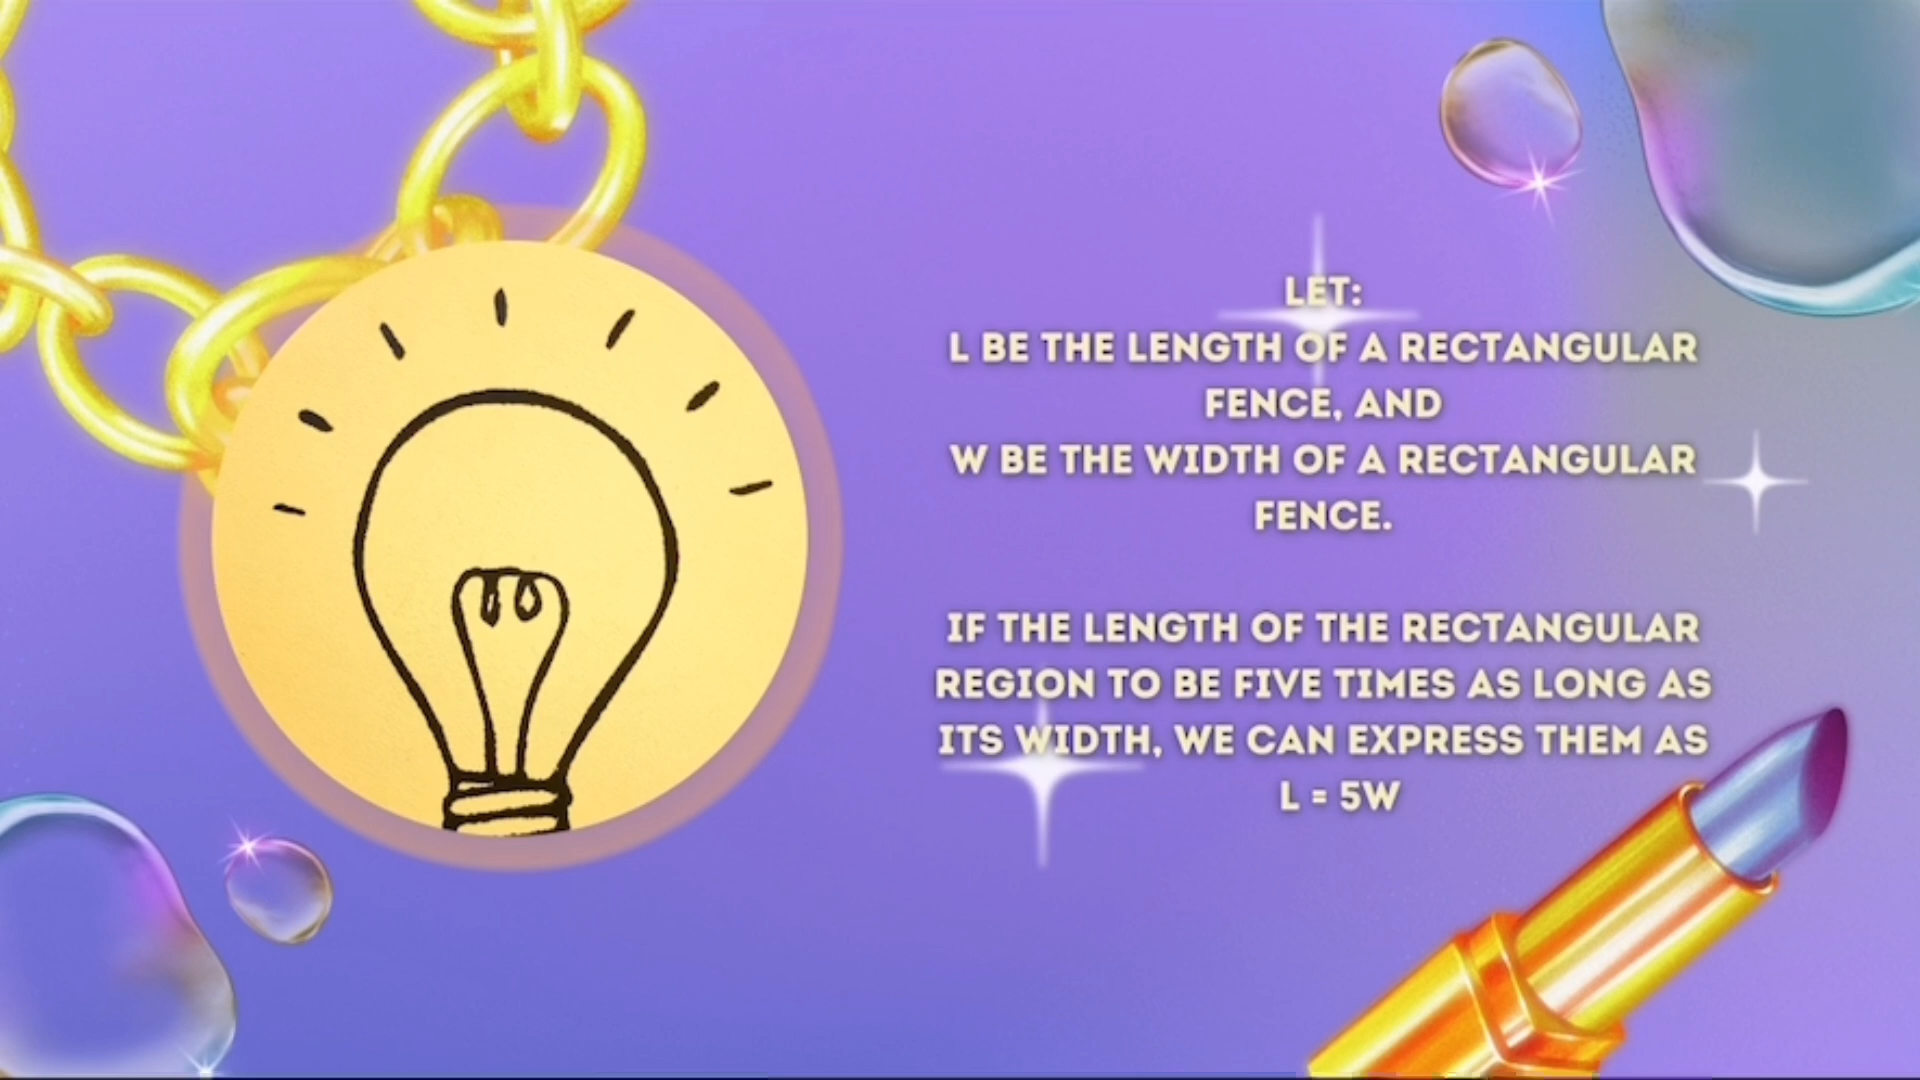 LET:
L BE THE LENGTH OF A RECTANGULAR
FENCE, AND
W BE THE WIDTH OF A RECTANGULAR
FENCE.
IF THE LENGTH OF THE RECTANGULAR
REGION TO BE FIVE TIMES AS LONG AS
ITS WIDTH, WE CAN EXPRESS THEM AS
L = 5W